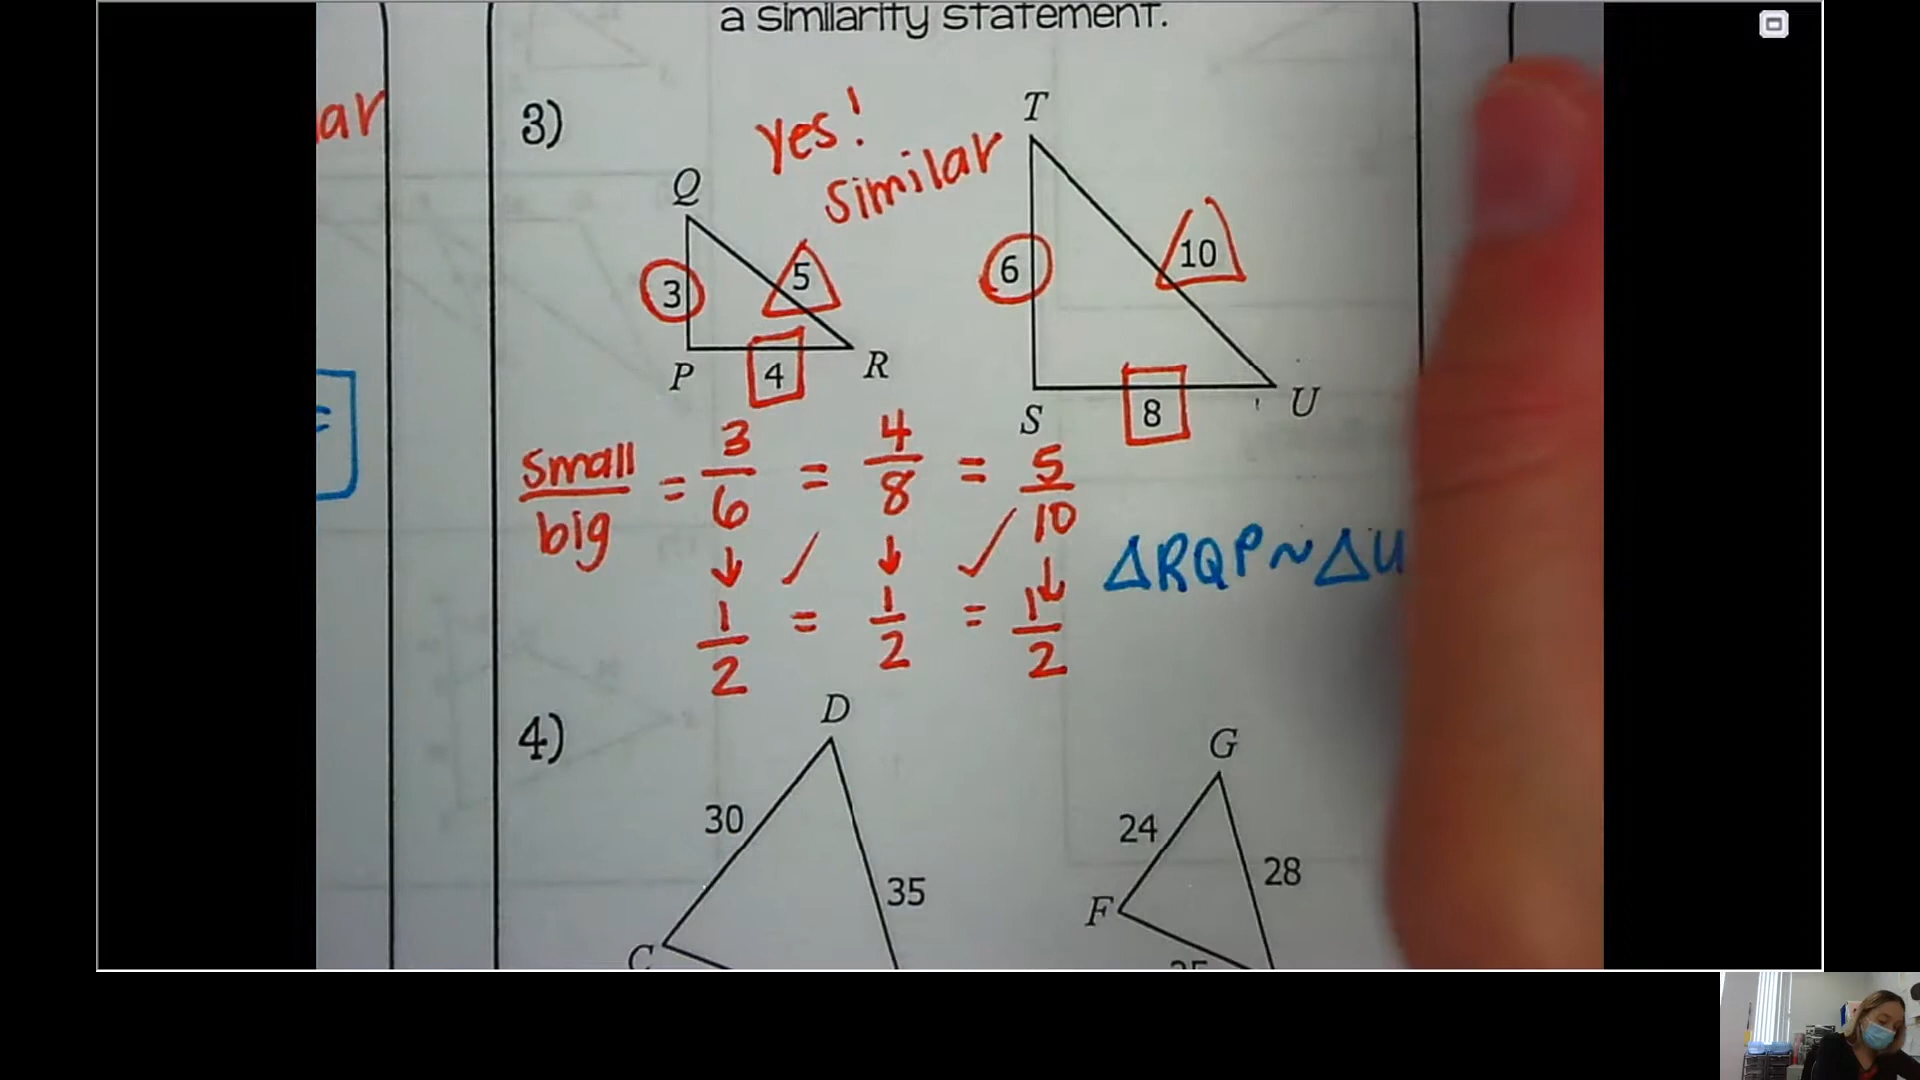 a similarity statement.
ar
3)
yes!
similar
T
Q
3
5
6
10
P
4
R
S
8
U
small/big = 3/6 = 4/8 = 5/10
↓ ✓ ↓ ✓ ↓
1/2 = 1/2 = 1/2
ΔRQP ~ ΔU
4)
D
G
30
24
35
28
C
F